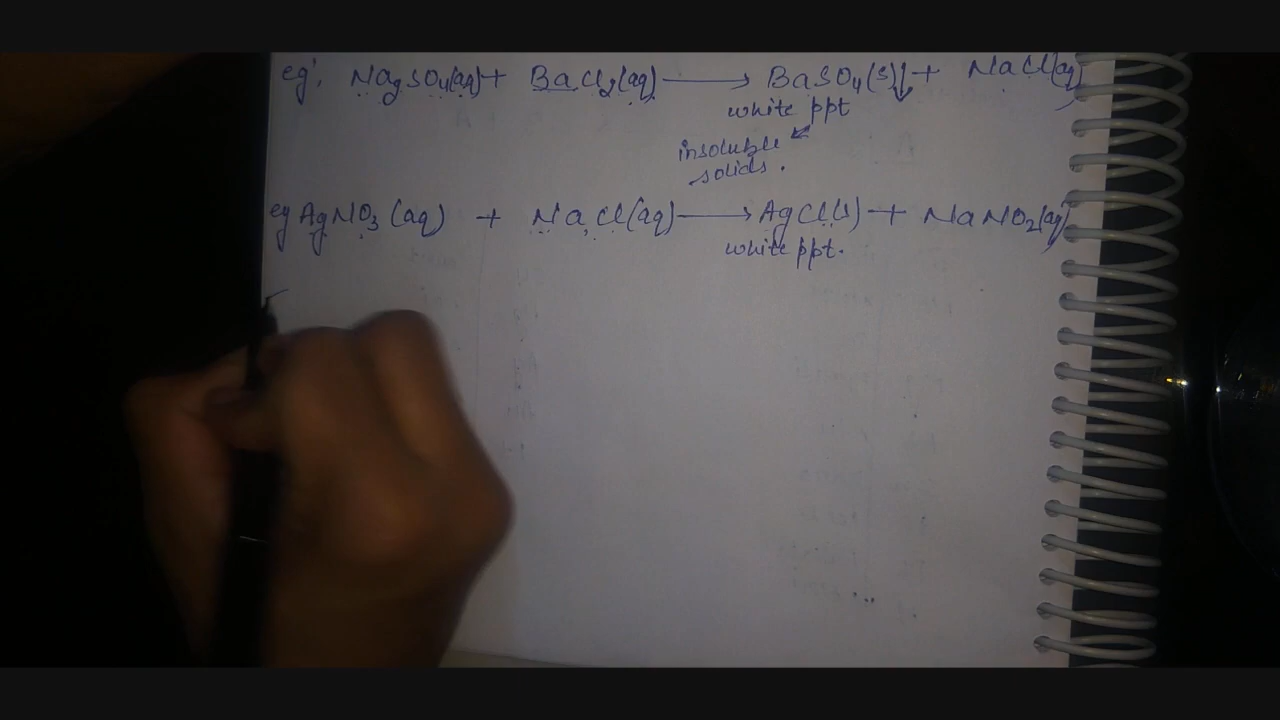 eg'. Na2SO4(aq) + BaCl2(aq) ⟶ BaSO4(s)↓ + NaCl(aq)
white ppt
insoluble
solids.
eg AgNO3(aq) + NaCl(aq) ⟶ AgCl(s) + NaNO2(aq)
white ppt.